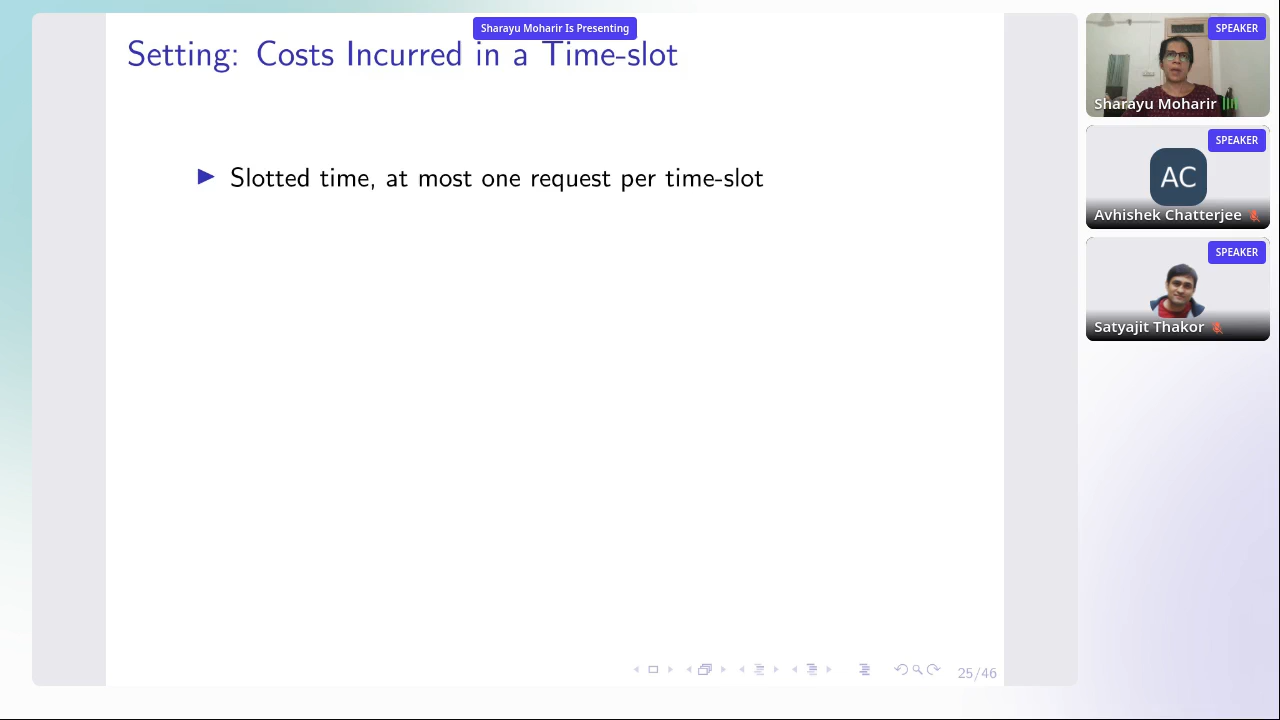 Sharayu Moharir Is Presenting
Setting: Costs Incurred in a Time-slot
Slotted time, at most one request per time-slot
25/46
SPEAKER
Sharayu Moharir
SPEAKER
AC
Avhishek Chatterjee
SPEAKER
Satyajit Thakor